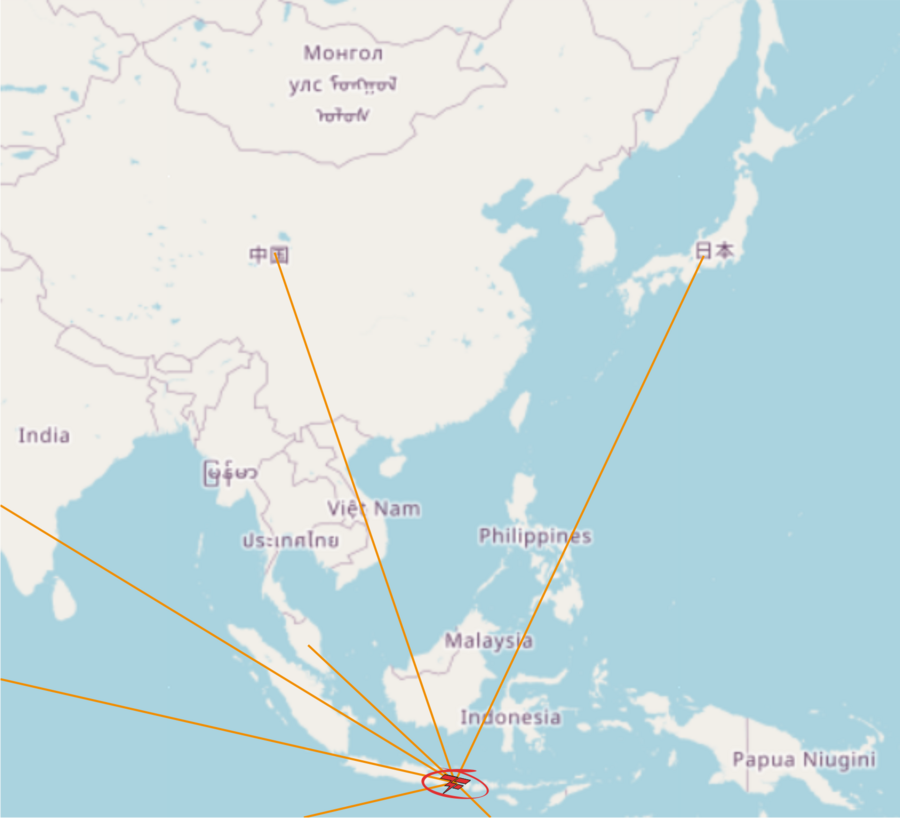 Монгол
улс ᠮᠣᠩᠭᠣᠯ
ᠤᠯᠤᠰ
中国
日本
India
မြန်မာ
Việt Nam
ประเทศไทย
Philippines
Malaysia
Indonesia
Papua Niugini